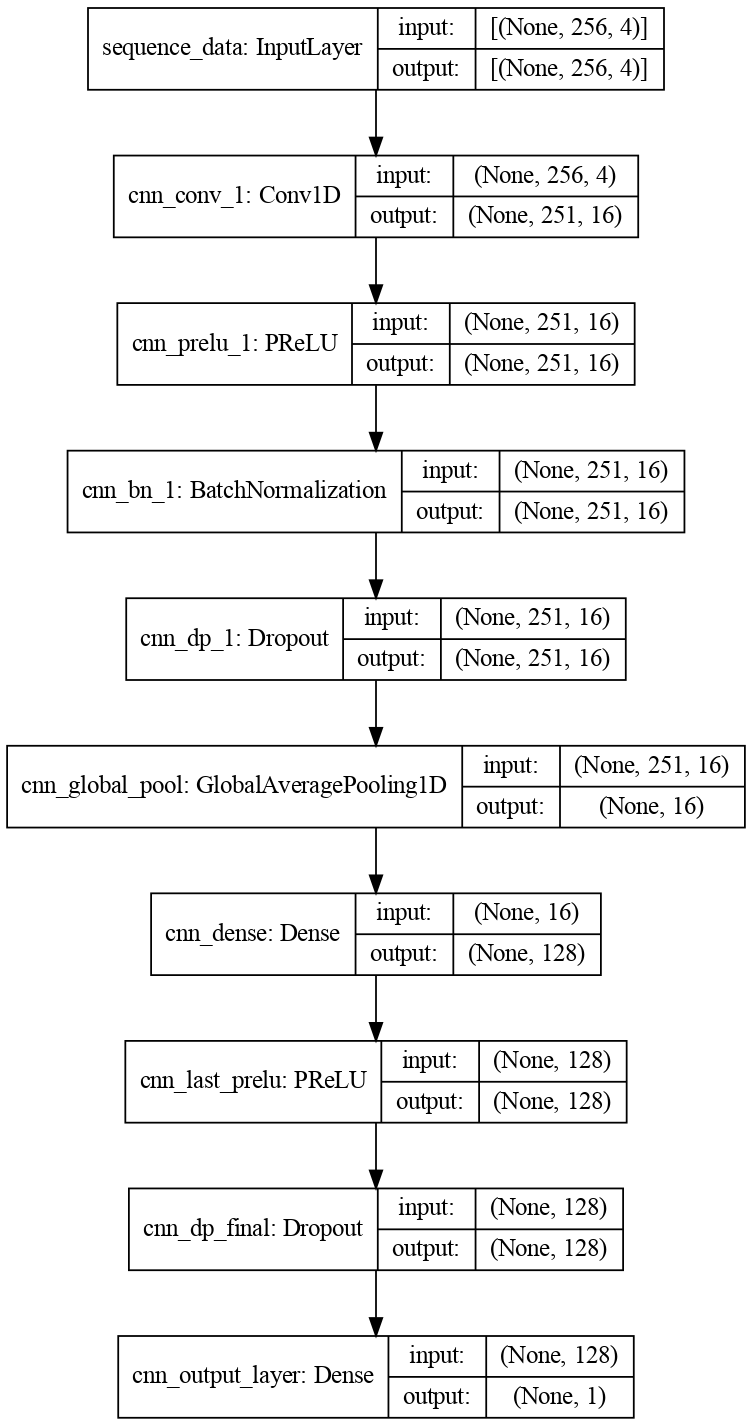 sequence_data: InputLayer
input:
[(None, 256, 4)]
output:
[(None, 256, 4)]
cnn_conv_1: Conv1D
input:
(None, 256, 4)
output:
(None, 251, 16)
cnn_prelu_1: PReLU
input:
(None, 251, 16)
output:
(None, 251, 16)
cnn_bn_1: BatchNormalization
input:
(None, 251, 16)
output:
(None, 251, 16)
cnn_dp_1: Dropout
input:
(None, 251, 16)
output:
(None, 251, 16)
cnn_global_pool: GlobalAveragePooling1D
input:
(None, 251, 16)
output:
(None, 16)
cnn_dense: Dense
input:
(None, 16)
output:
(None, 128)
cnn_last_prelu: PReLU
input:
(None, 128)
output:
(None, 128)
cnn_dp_final: Dropout
input:
(None, 128)
output:
(None, 128)
cnn_output_layer: Dense
input:
(None, 128)
output:
(None, 1)